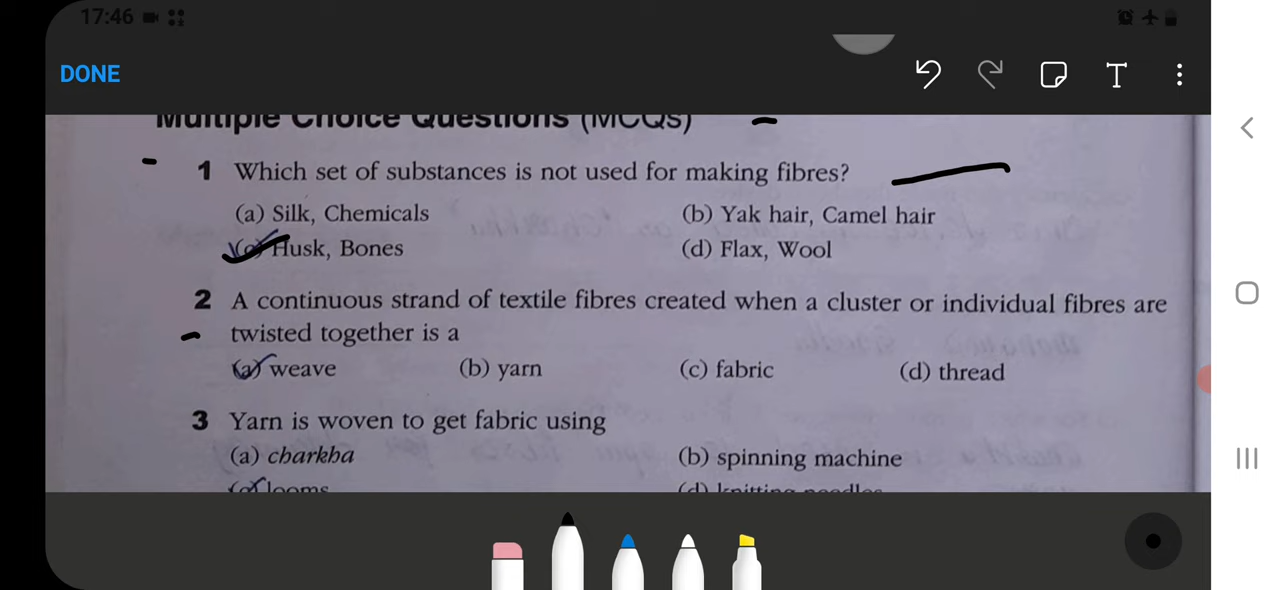 17:46
DONE
T
Multiple Choice Questions (MCQs)
1 Which set of substances is not used for making fibres?
(a) Silk, Chemicals (b) Yak hair, Camel hair
(c) Husk, Bones (d) Flax, Wool
2 A continuous strand of textile fibres created when a cluster or individual fibres are
twisted together is a
(a) weave (b) yarn (c) fabric (d) thread
3 Yarn is woven to get fabric using
(a) charkha (b) spinning machine
(c) looms (d) knitting needles